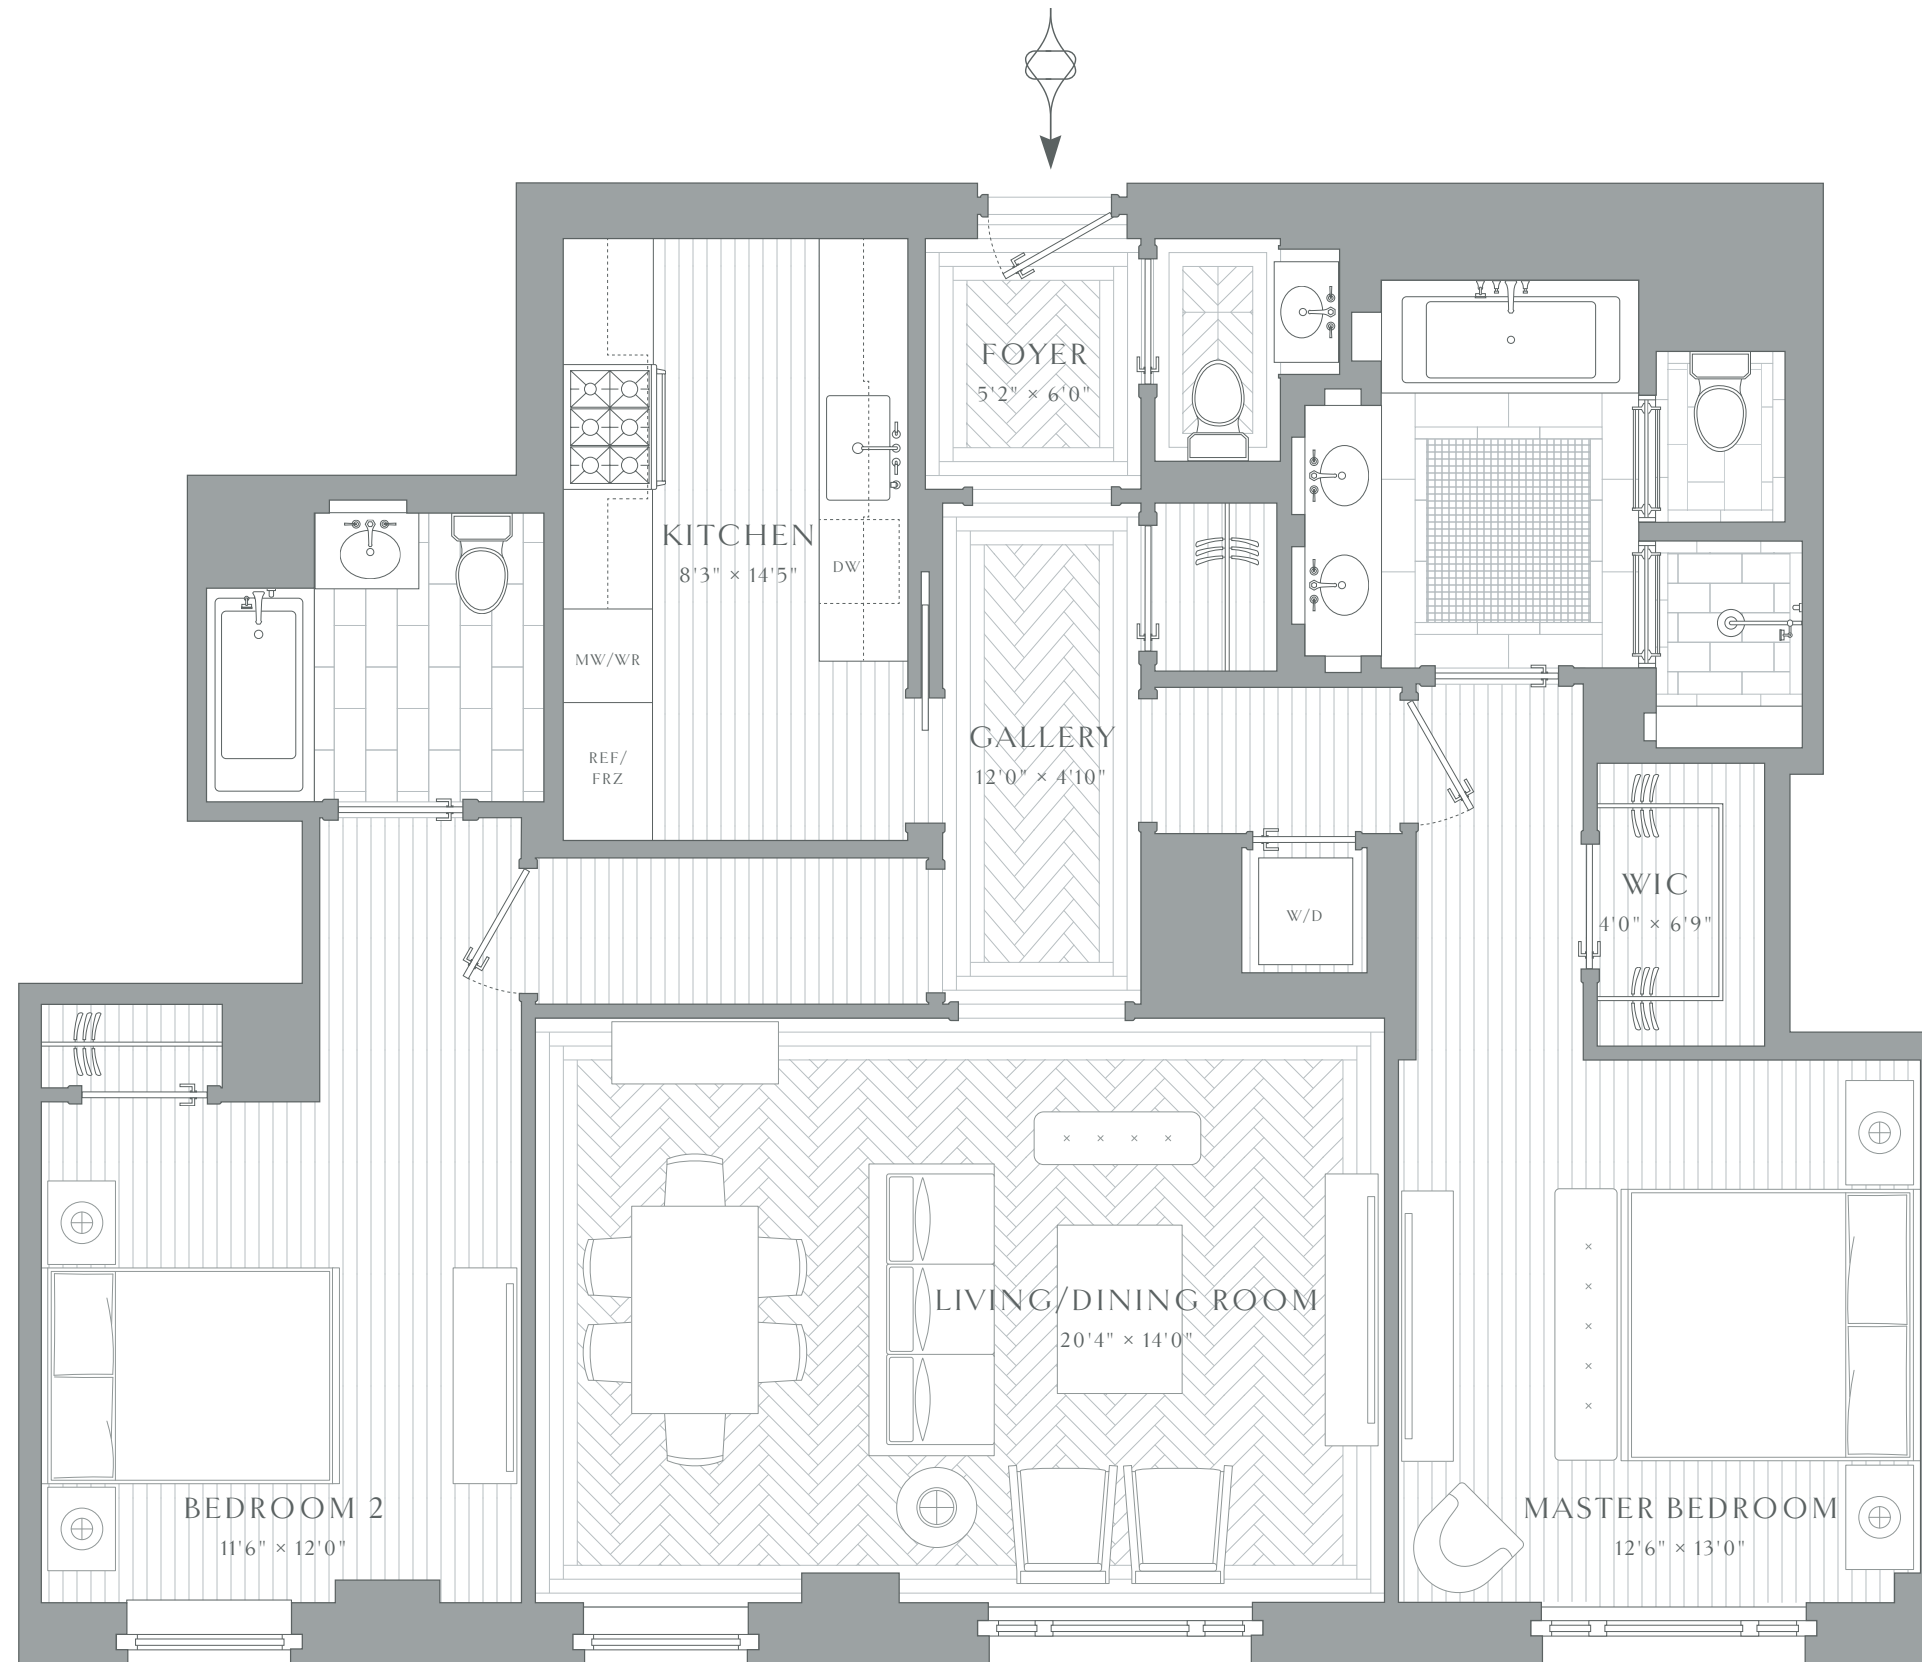 FOYER
5'2" × 6'0"
KITCHEN
8'3" × 14'5"
DW
MW/WR
REF/
FRZ
GALLERY
12'0" × 4'10"
W/D
WIC
4'0" × 6'9"
LIVING/DINING ROOM
20'4" × 14'0"
BEDROOM 2
11'6" × 12'0"
MASTER BEDROOM
12'6" × 13'0"